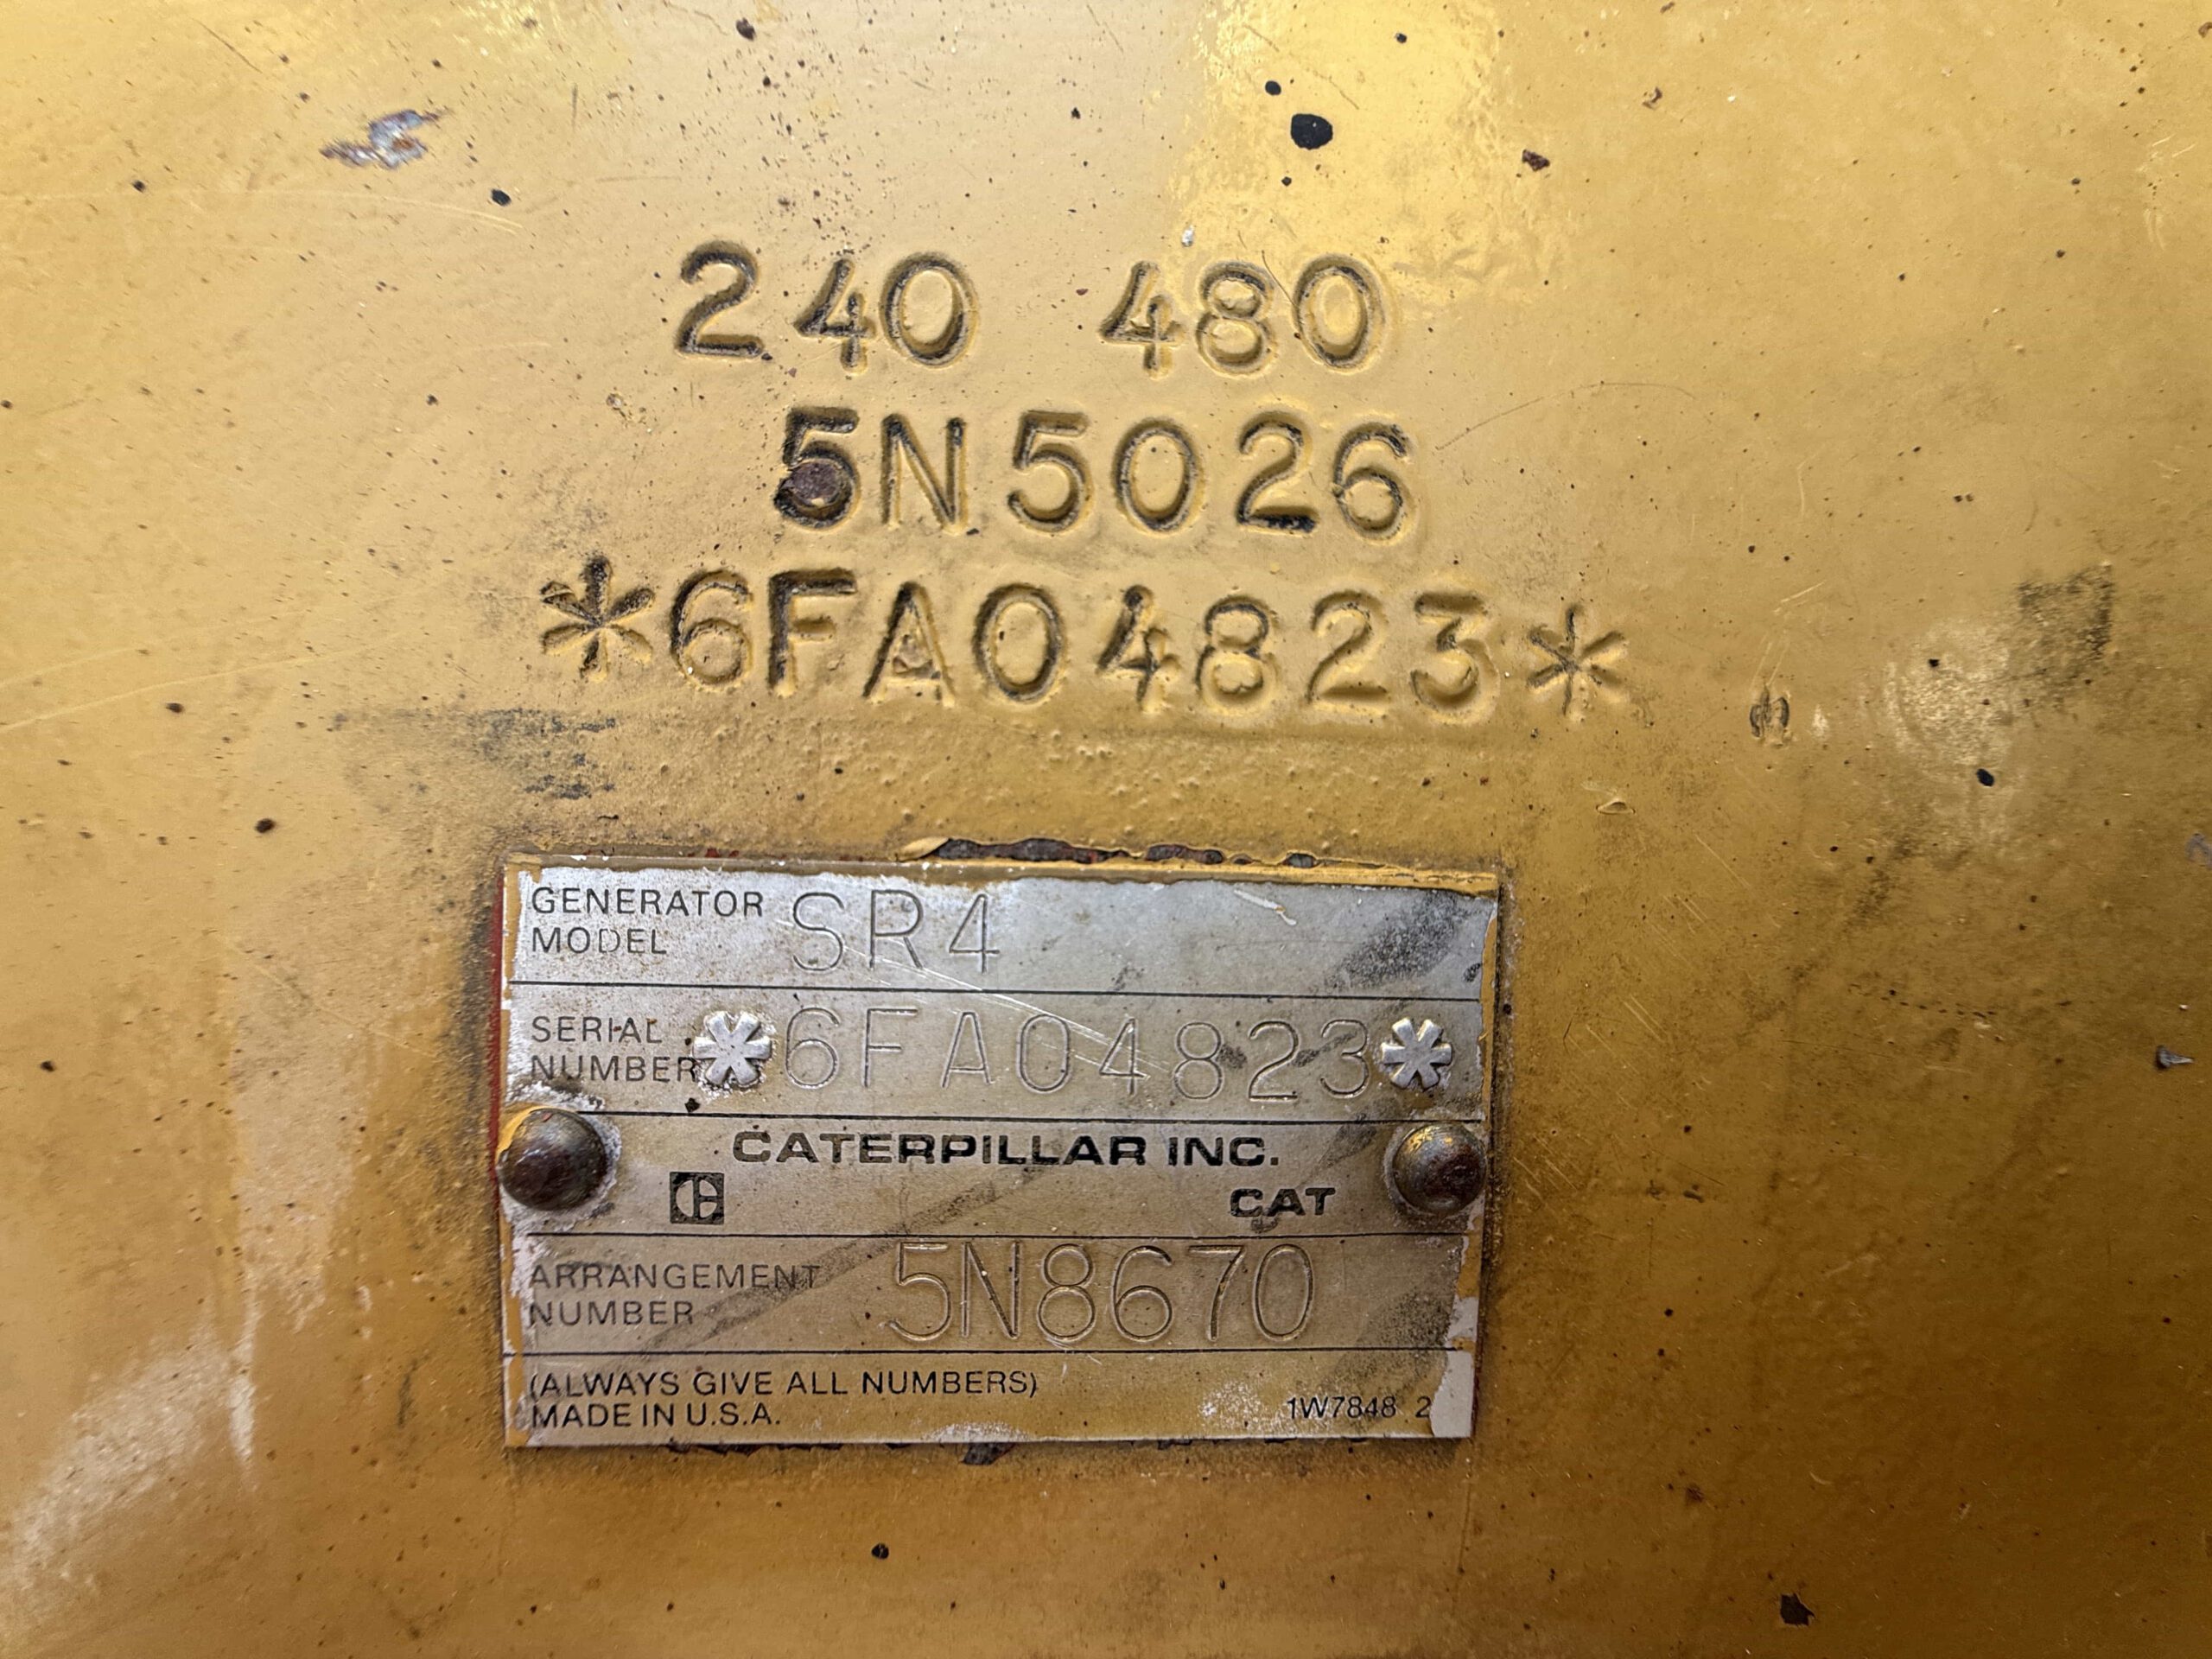 240 480
5N5026
*6FA04823*
GENERATOR MODEL SR4
SERIAL NUMBER *6FA04823*
CATERPILLAR INC.
CAT
ARRANGEMENT NUMBER 5N8670
(ALWAYS GIVE ALL NUMBERS)
MADE IN U.S.A. 1W7848 2